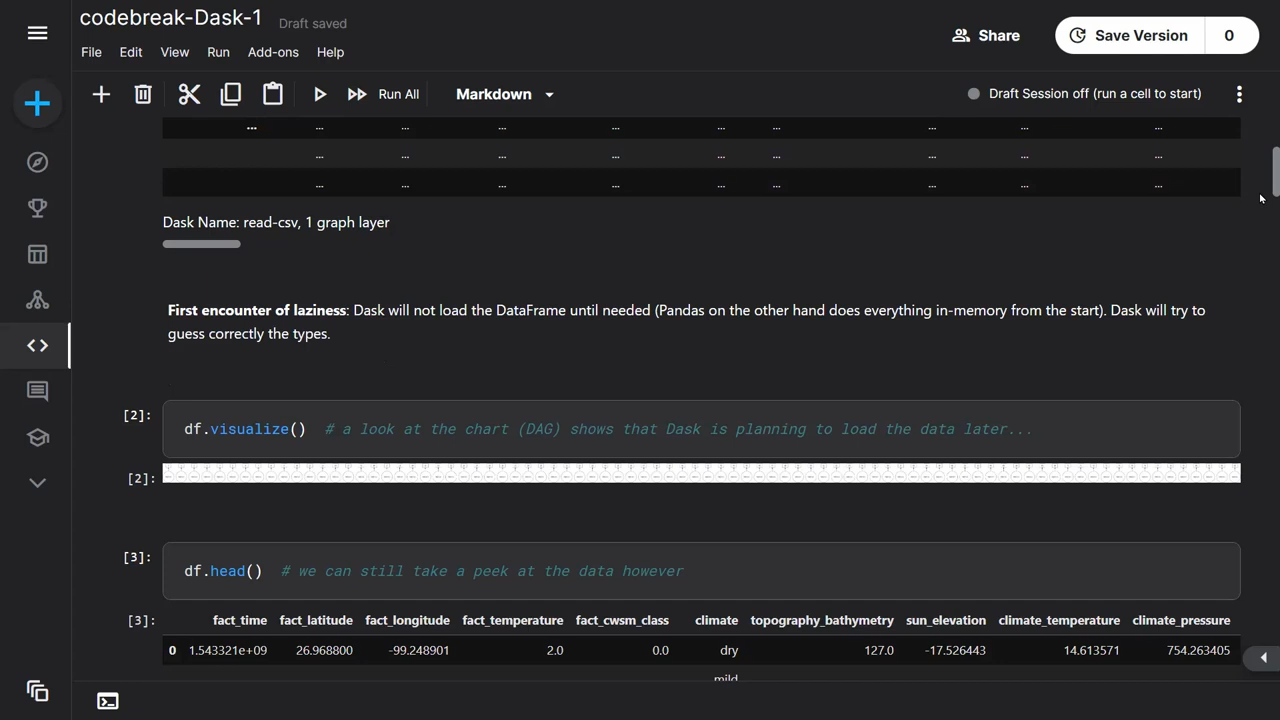 codebreak-Dask-1 Draft saved
File Edit View Run Add-ons Help
Share
Save Version 0
Run All
Markdown
Draft Session off (run a cell to start)
... ... ... ... ... ... ... ... ... ...
... ... ... ... ... ... ... ... ...
... ... ... ... ... ... ... ... ...
Dask Name: read-csv, 1 graph layer
First encounter of laziness: Dask will not load the DataFrame until needed (Pandas on the other hand does everything in-memory from the start). Dask will try to
guess correctly the types.
[2]: df.visualize() # a look at the chart (DAG) shows that Dask is planning to load the data later...
[2]:
[3]: df.head() # we can still take a peek at the data however
[3]: fact_time fact_latitude fact_longitude fact_temperature fact_cwsm_class climate topography_bathymetry sun_elevation climate_temperature climate_pressure
0 1.543321e+09 26.968800 -99.248901 2.0 0.0 dry 127.0 -17.526443 14.613571 754.263405
mild